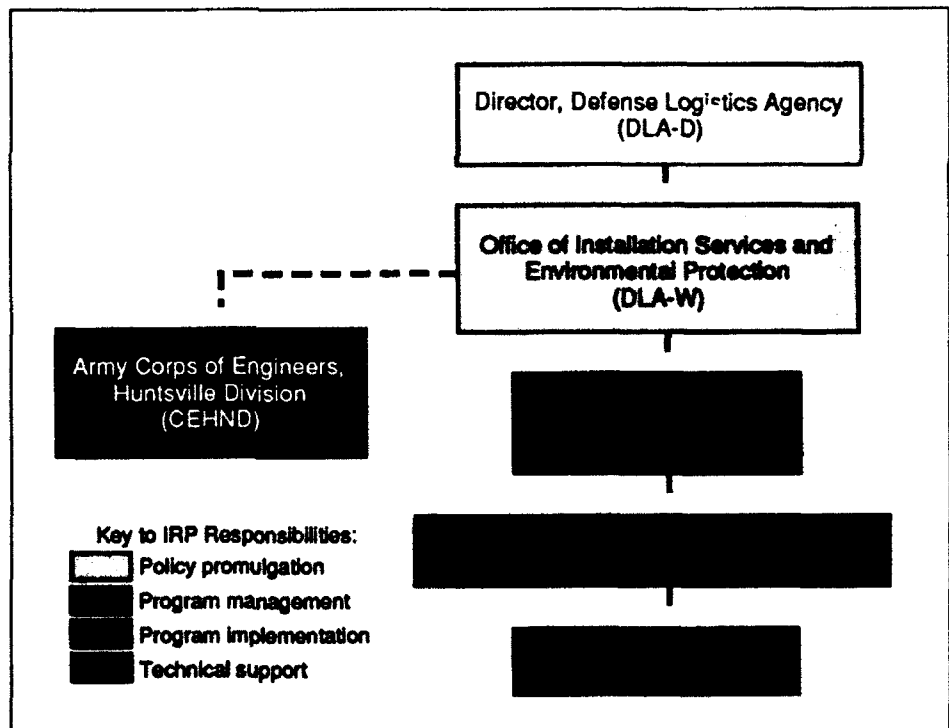 Director, Defense Logistics Agency
(DLA-D)
Office of Installation Services and
Environmental Protection
(DLA-W)
Army Corps of Engineers,
Huntsville Division
(CEHND)
Key to IRP Responsibilities:
Policy promulgation
Program management
Program implementation
Technical support